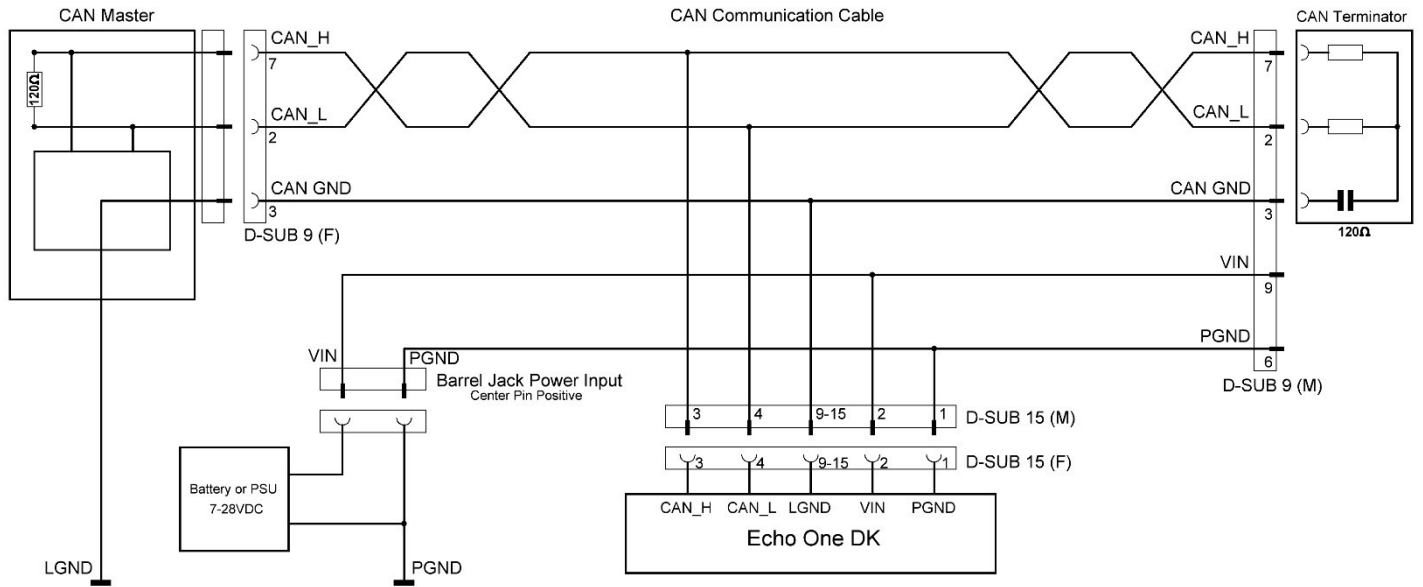 CAN Master
CAN Communication Cable
CAN Terminator
CAN_H
CAN_H
7
7
120Ω
CAN_L
CAN_L
2
2
CAN GND
CAN GND
3
3
D-SUB 9 (F)
120Ω
VIN
9
VIN
PGND
PGND
6
Barrel Jack Power Input
Center Pin Positive
D-SUB 9 (M)
3 4 9-15 2 1
D-SUB 15 (M)
3 4 9-15 2 1
D-SUB 15 (F)
Battery or PSU
7-28VDC
CAN_H CAN_L LGND VIN PGND
Echo One DK
LGND
PGND